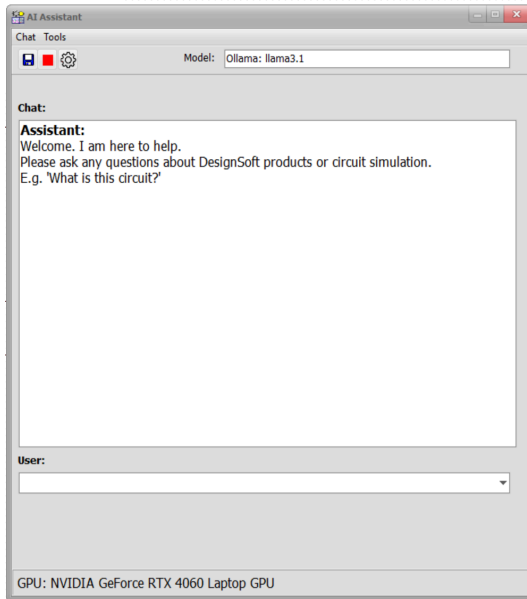 AI Assistant
Chat Tools
Model: Ollama: llama3.1
Chat:
Assistant:
Welcome. I am here to help.
Please ask any questions about DesignSoft products or circuit simulation.
E.g. 'What is this circuit?'
User:
GPU: NVIDIA GeForce RTX 4060 Laptop GPU